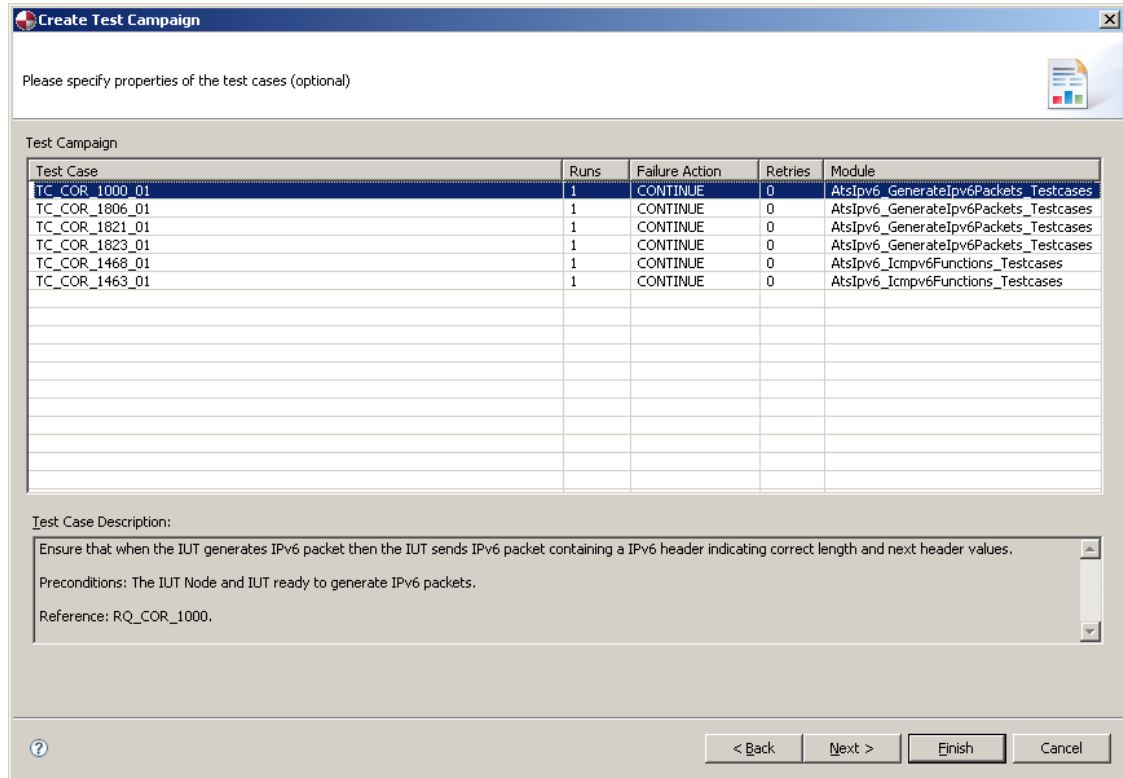 Create Test Campaign
Please specify properties of the test cases (optional)
Test Campaign
Test Case Runs Failure Action Retries Module
TC_COR_1000_01 1 CONTINUE 0 AtsIpv6_GenerateIpv6Packets_Testcases
TC_COR_1806_01 1 CONTINUE 0 AtsIpv6_GenerateIpv6Packets_Testcases
TC_COR_1821_01 1 CONTINUE 0 AtsIpv6_GenerateIpv6Packets_Testcases
TC_COR_1823_01 1 CONTINUE 0 AtsIpv6_GenerateIpv6Packets_Testcases
TC_COR_1468_01 1 CONTINUE 0 AtsIpv6_Icmpv6Functions_Testcases
TC_COR_1463_01 1 CONTINUE 0 AtsIpv6_Icmpv6Functions_Testcases
Test Case Description:
Ensure that when the IUT generates IPv6 packet then the IUT sends IPv6 packet containing a IPv6 header indicating correct length and next header values.
Preconditions: The IUT Node and IUT ready to generate IPv6 packets.
Reference: RQ_COR_1000.
? < Back Next > Finish Cancel